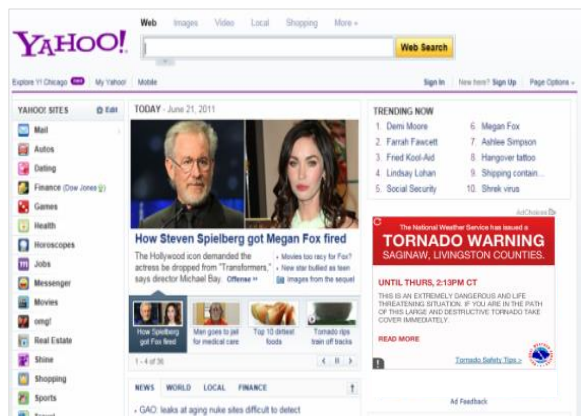 Web Images Video Local Shopping More
YAHOO!
Web Search
Explore Y! Chicago My Yahoo! Mobile
Sign In New here? Sign Up Page Options
YAHOO! SITES Edit
Mail
Autos
Dating
Finance (Dow Jones)
Games
Health
Horoscopes
Jobs
Messenger
Movies
omg!
Real Estate
Shine
Shopping
Sports
TODAY - June 21, 2011
How Steven Spielberg got Megan Fox fired
The Hollywood icon demanded the
actress be dropped from "Transformers,"
says director Michael Bay. Offense »
• Movies too racy for Fox?
• New star bullied as teen
Images from the sequel
How Spielberg
got Fox fired
Man goes to jail
for medical care
Top 10 dirtiest
foods
Tornado rips
train off tracks
1 - 4 of 36
NEWS WORLD LOCAL FINANCE
• GAO: leaks at aging nuke sites difficult to detect
TRENDING NOW
1. Demi Moore
2. Farrah Fawcett
3. Fred Kool-Aid
4. Lindsay Lohan
5. Social Security
6. Megan Fox
7. Ashlee Simpson
8. Hangover tattoo
9. Shipping contain...
10. Shrek virus
AdChoices
The National Weather Service has issued a
TORNADO WARNING
SAGINAW, LIVINGSTON COUNTIES.
UNTIL THURS, 2:13PM CT
THIS IS AN EXTREMELY DANGEROUS AND LIFE
THREATENING SITUATION. IF YOU ARE IN THE PATH
OF THIS LARGE AND DESTRUCTIVE TORNADO TAKE
COVER IMMEDIATELY.
READ MORE
Tornado Safety Tips >
Ad Feedback